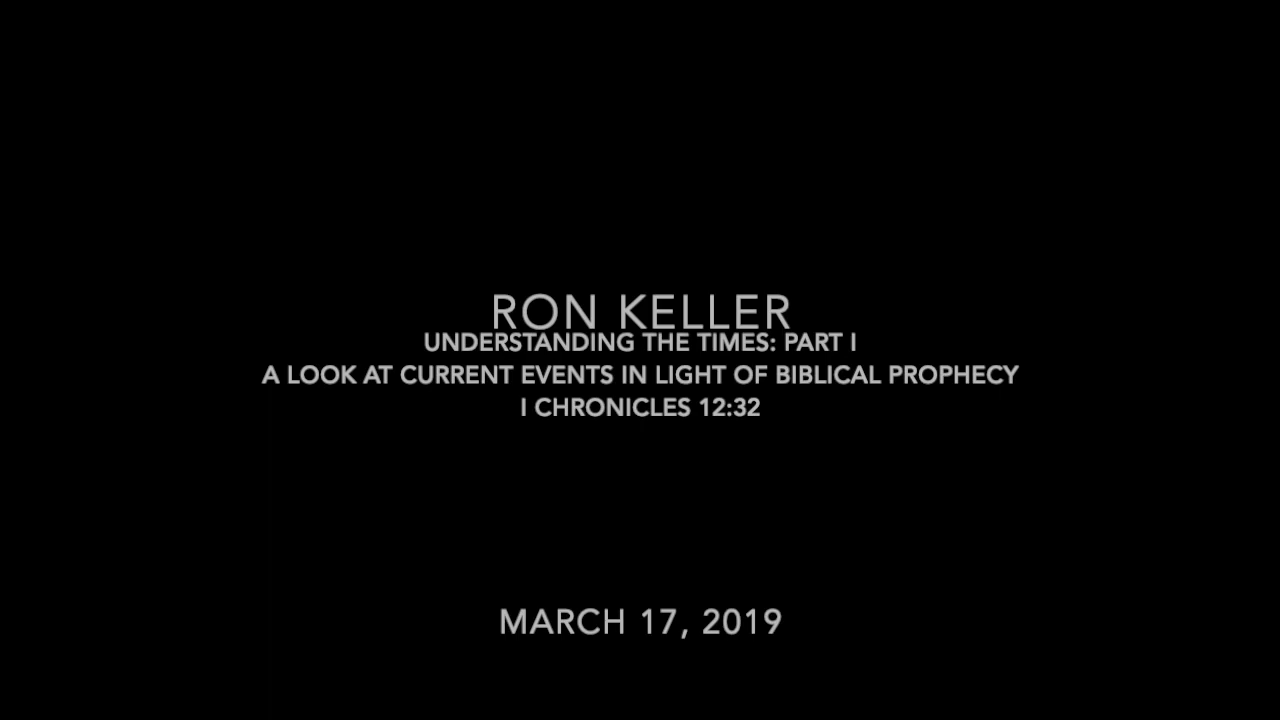 RON KELLER
UNDERSTANDING THE TIMES: PART I
A LOOK AT CURRENT EVENTS IN LIGHT OF BIBLICAL PROPHECY
I CHRONICLES 12:32
MARCH 17, 2019